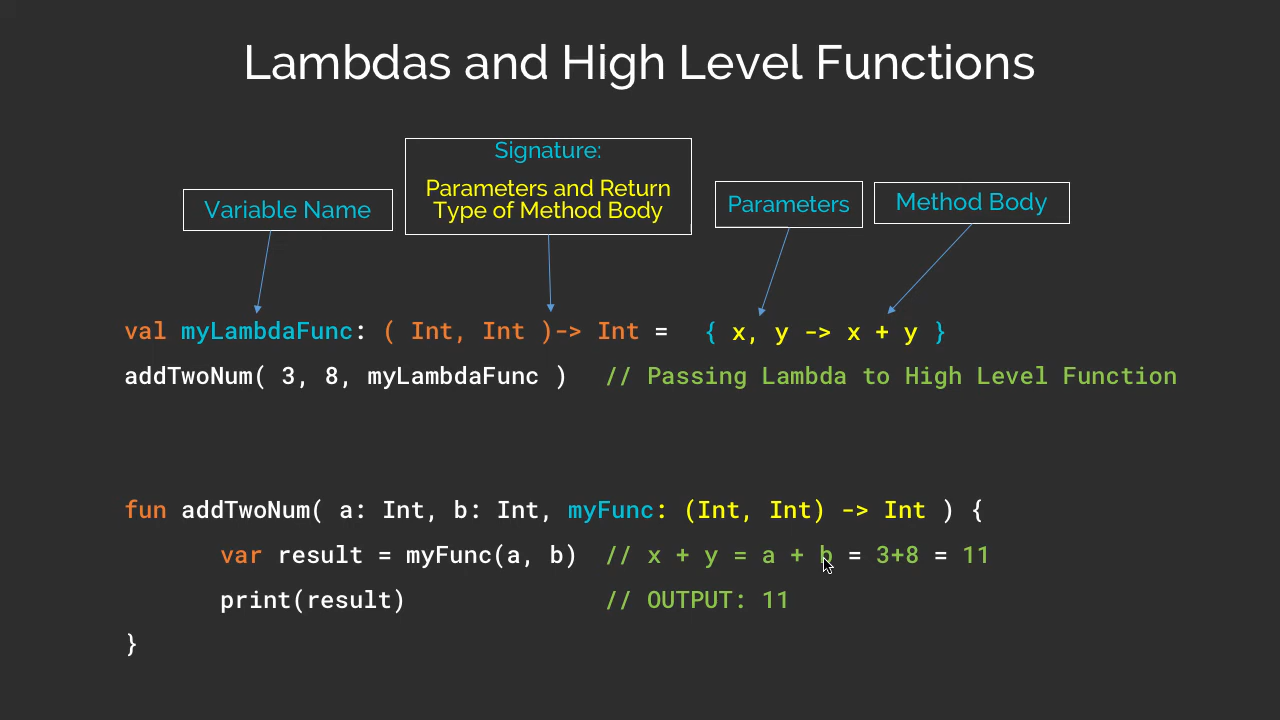 Lambdas and High Level Functions
Variable Name
Signature:
Parameters and Return
Type of Method Body
Parameters
Method Body
val myLambdaFunc: ( Int, Int )-> Int = { x, y -> x + y }
addTwoNum( 3, 8, myLambdaFunc ) // Passing Lambda to High Level Function
fun addTwoNum( a: Int, b: Int, myFunc: (Int, Int) -> Int ) {
var result = myFunc(a, b) // x + y = a + b = 3+8 = 11
print(result) // OUTPUT: 11
}